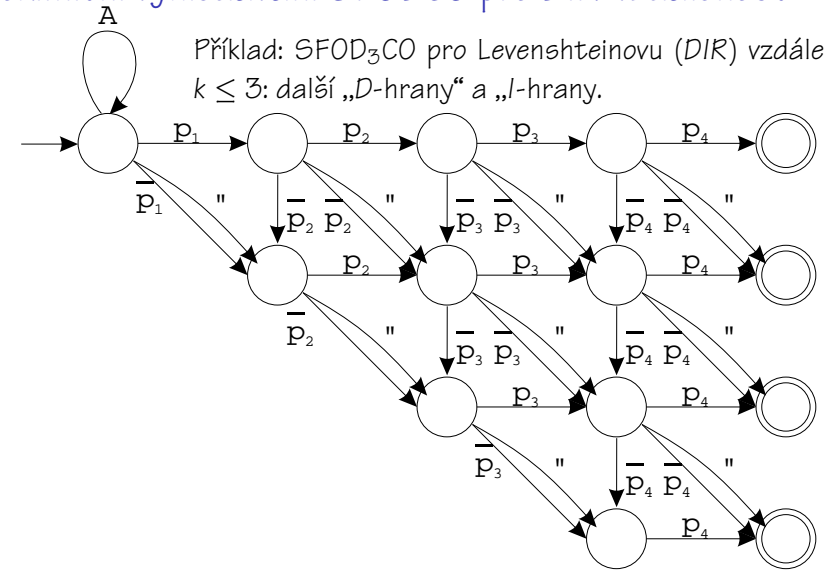 A
Příklad: SFOD₃CO pro Levenshteinovu (DIR) vzdále
k ≤ 3: další „D-hrany“ a „I-hrany.
p₁ p₂ p₃ p₄
p̅₁ " p̅₂ p̅₂ " p̅₃ p̅₃ " p̅₄ p̅₄ "
p₂ p₃ p₄
p̅₂ " p̅₃ p̅₃ " p̅₄ p̅₄ "
p₃ p₄
p̅₃ " p̅₄ p̅₄ "
p₄